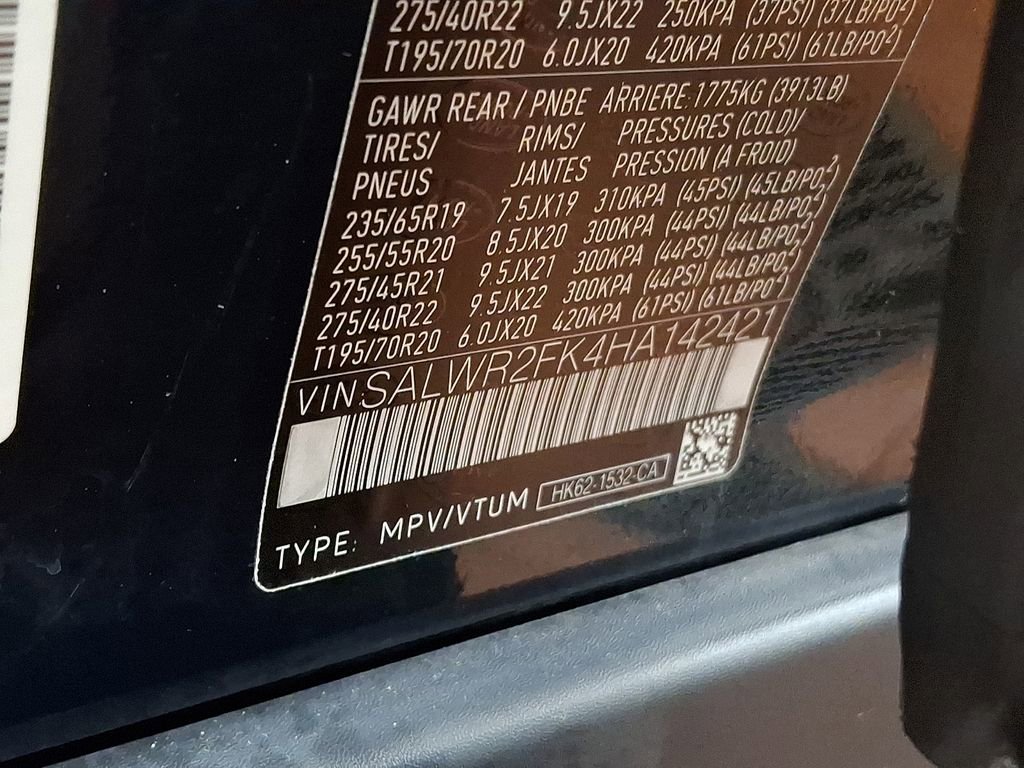 275/40R22 9.5JX22 250KPA (37PSI) (37LB/PO²)
T195/70R20 6.0JX20 420KPA (61PSI) (61LB/PO²)
GAWR REAR / PNBE ARRIERE: 1775KG (3913LB)
TIRES/ RIMS/ PRESSURES (COLD)/
PNEUS JANTES PRESSION (A FROID)
235/65R19 7.5JX19 310KPA (45PSI) (45LB/PO²)
255/55R20 8.5JX20 300KPA (44PSI) (44LB/PO²)
275/45R21 9.5JX21 300KPA (44PSI) (44LB/PO²)
275/40R22 9.5JX22 300KPA (44PSI) (44LB/PO²)
T195/70R20 6.0JX20 420KPA (61PSI) (61LB/PO²)
VIN:SALWR2FK4HA142421
TYPE: MPV/VTUM HK62-1532-CA